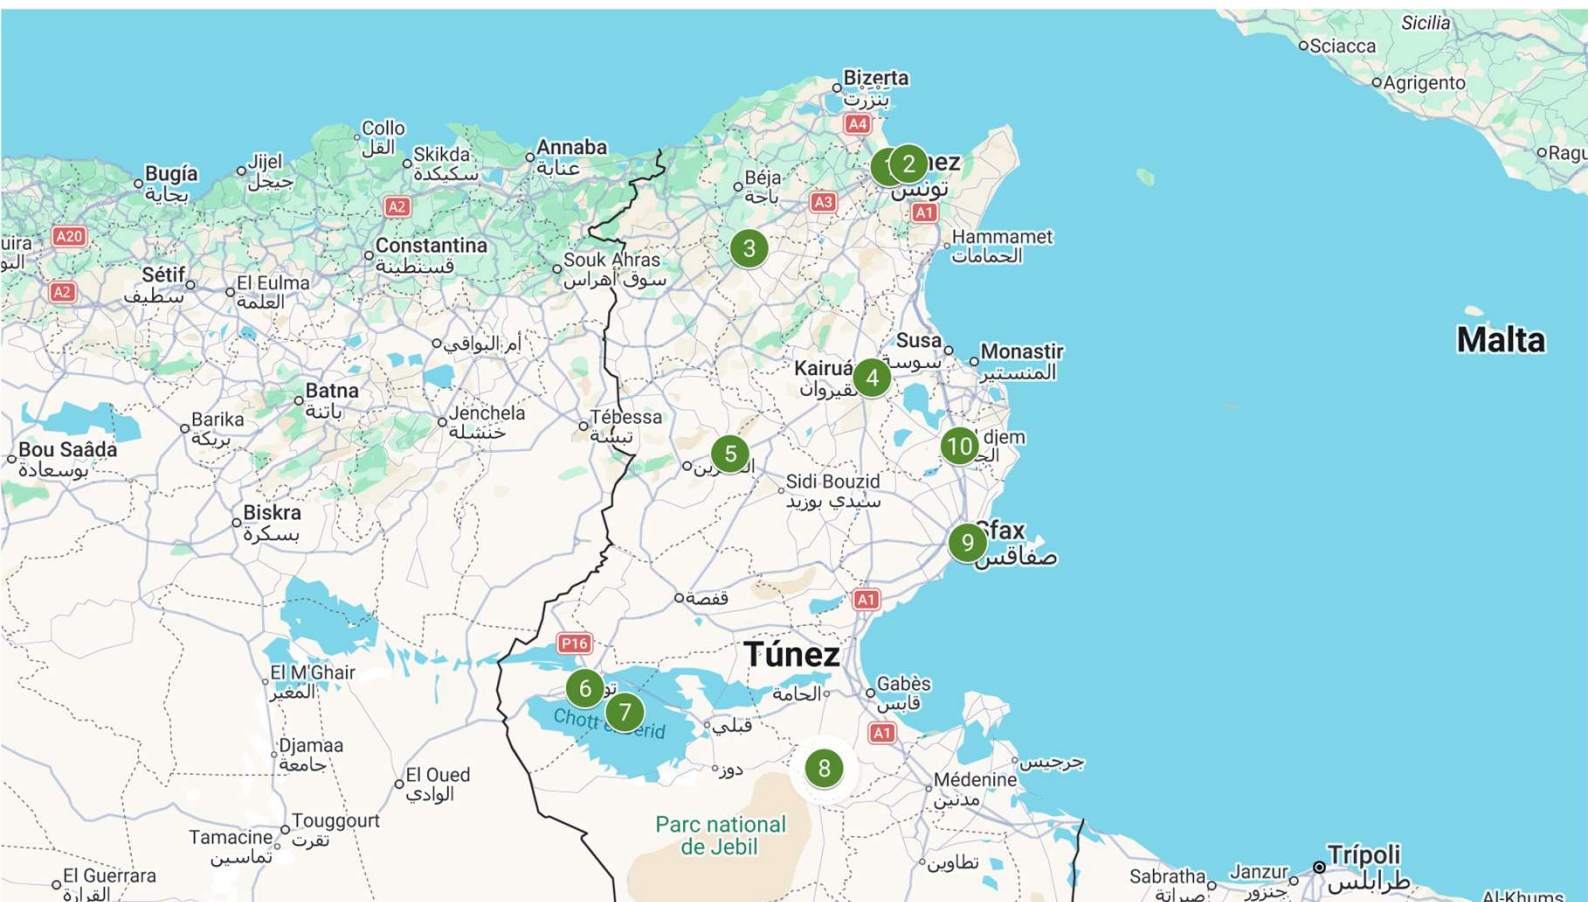 Sicilia
Sciacca
Agrigento
Bizerta
بنزرت
A4
Collo
القل
Skikda
سكيكدة
Annaba
عنابة
Jijel
جيجل
Bugía
بجاية
2
nez
تونس
Béja
باجة
A3
A1
A2
A20
Constantina
قسنطينة
3
Hammamet
الحمامات
Souk Ahras
سوق أهراس
Sétif
سطيف
El Eulma
العلمة
A2
Malta
أم البواقي
Susa
سوسة
Monastir
المنستير
4
Batna
باتنة
Barika
بريكة
Jenchela
خنشلة
Tébessa
تبسة
Bou Saâda
بوسعادة
10
djem
5
Sidi Bouzid
سيدي بوزيد
Biskra
بسكرة
9
Sfax
صفاقس
قفصة
A1
P16
Túnez
El M'Ghair
المغير
6
7
الحامة
Gabès
قابس
قبلي
A1
Djamaa
جامعة
دوز
8
جرجيس
El Oued
الوادي
Médenine
مدنين
Parc national
de Jebil
Touggourt
تقرت
Tamacine
تماسين
تطاوين
Trípoli
طرابلس
El Guerrara
القرارة
Sabratha
صبراتة
Janzur
جنزور
Al-Khums